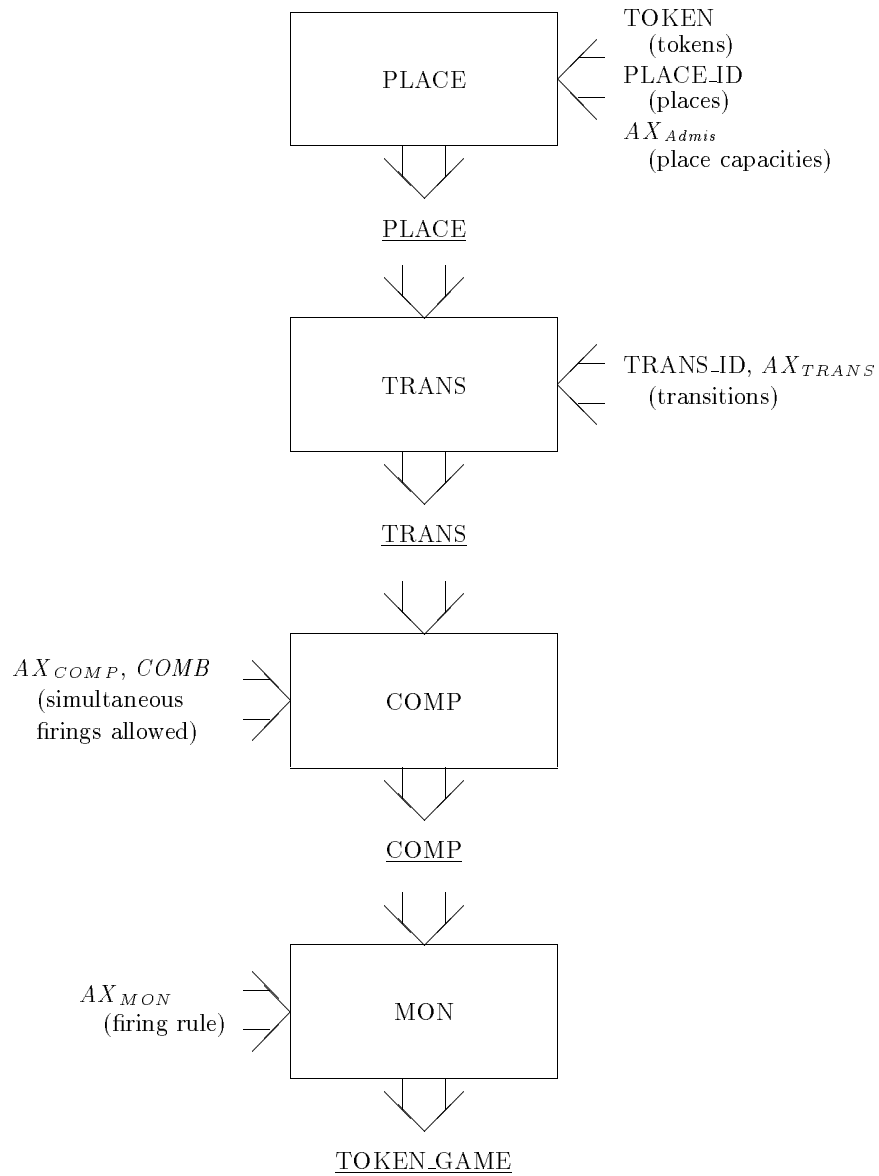 TOKEN
(tokens)
PLACE_ID
(places)
AX_Admis
(place capacities)
PLACE
PLACE
TRANS
TRANS_ID, AX_TRANS
(transitions)
TRANS
AX_COMP, COMB
(simultaneous
firings allowed)
COMP
COMP
AX_MON
(firing rule)
MON
TOKEN_GAME